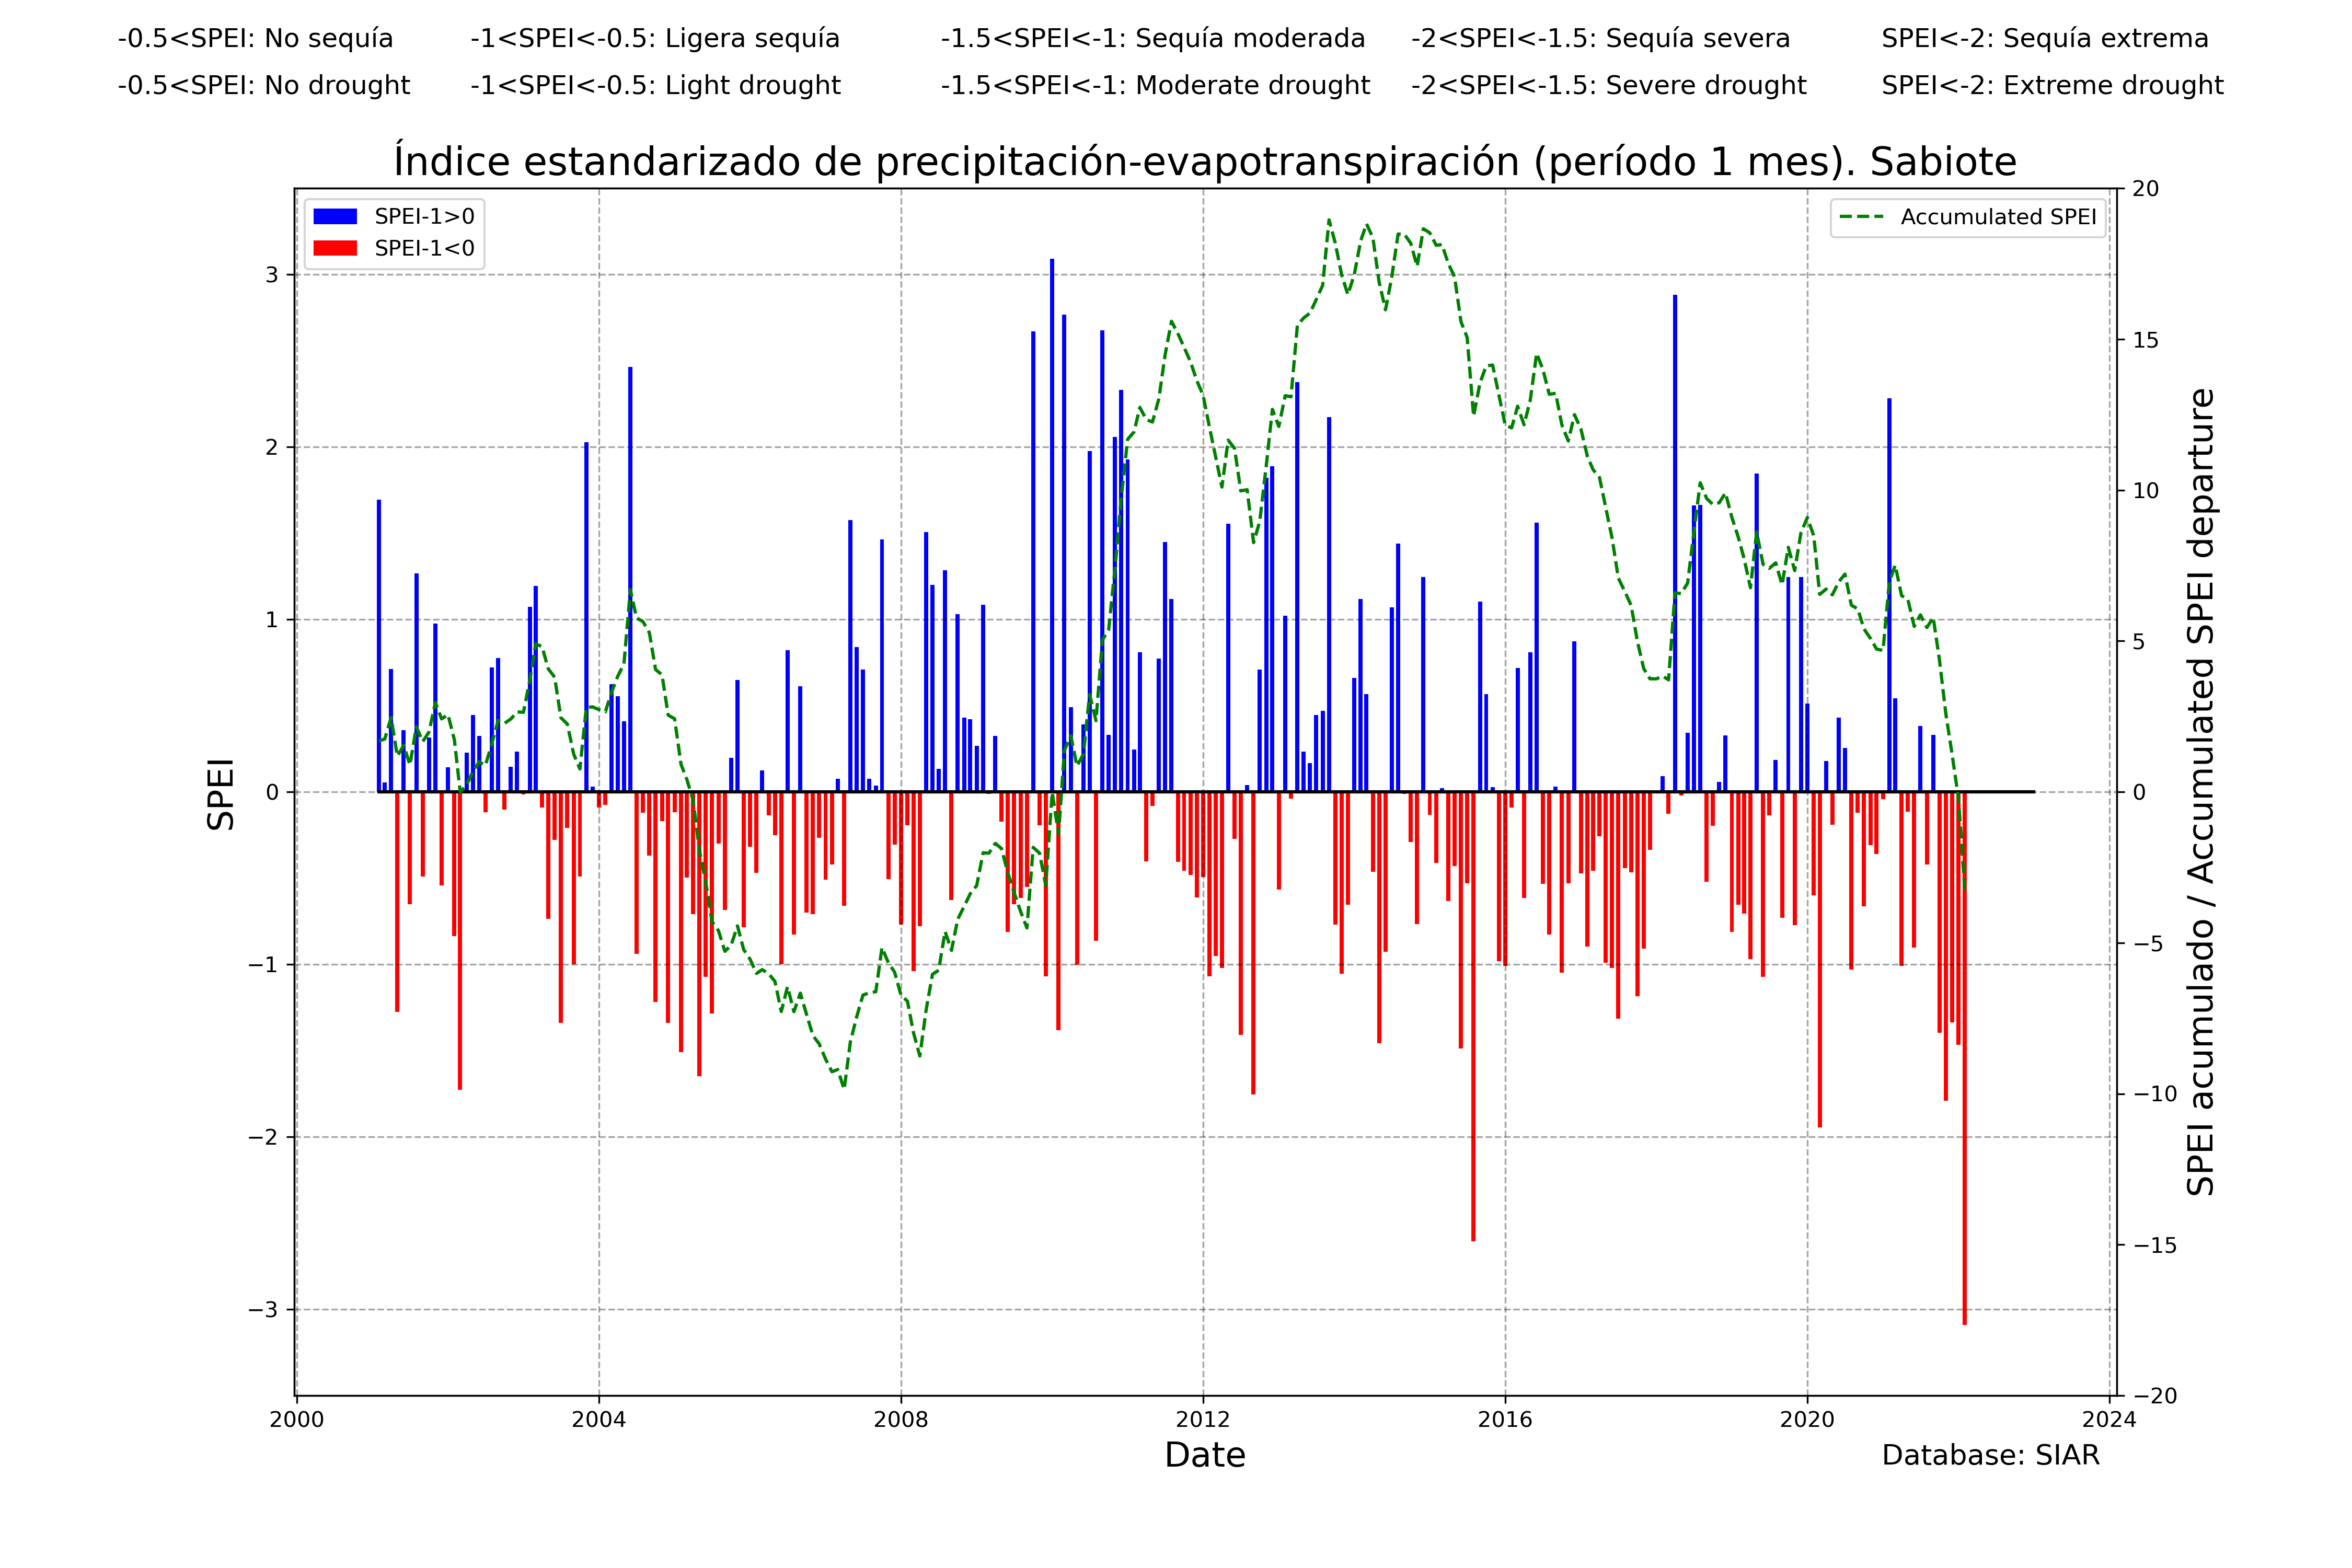 -0.5<SPEI: No sequía -1<SPEI<-0.5: Ligera sequía -1.5<SPEI<-1: Sequía moderada -2<SPEI<-1.5: Sequía severa SPEI<-2: Sequía extrema
-0.5<SPEI: No drought -1<SPEI<-0.5: Light drought -1.5<SPEI<-1: Moderate drought -2<SPEI<-1.5: Severe drought SPEI<-2: Extreme drought
Índice estandarizado de precipitación-evapotranspiración (período 1 mes). Sabiote
SPEI-1>0
SPEI-1<0
Accumulated SPEI
SPEI
3
2
1
0
−1
−2
−3
20
15
10
5
0
−5
−10
−15
−20
SPEI acumulado / Accumulated SPEI departure
2000 2004 2008 2012 2016 2020 2024
Date
Database: SIAR